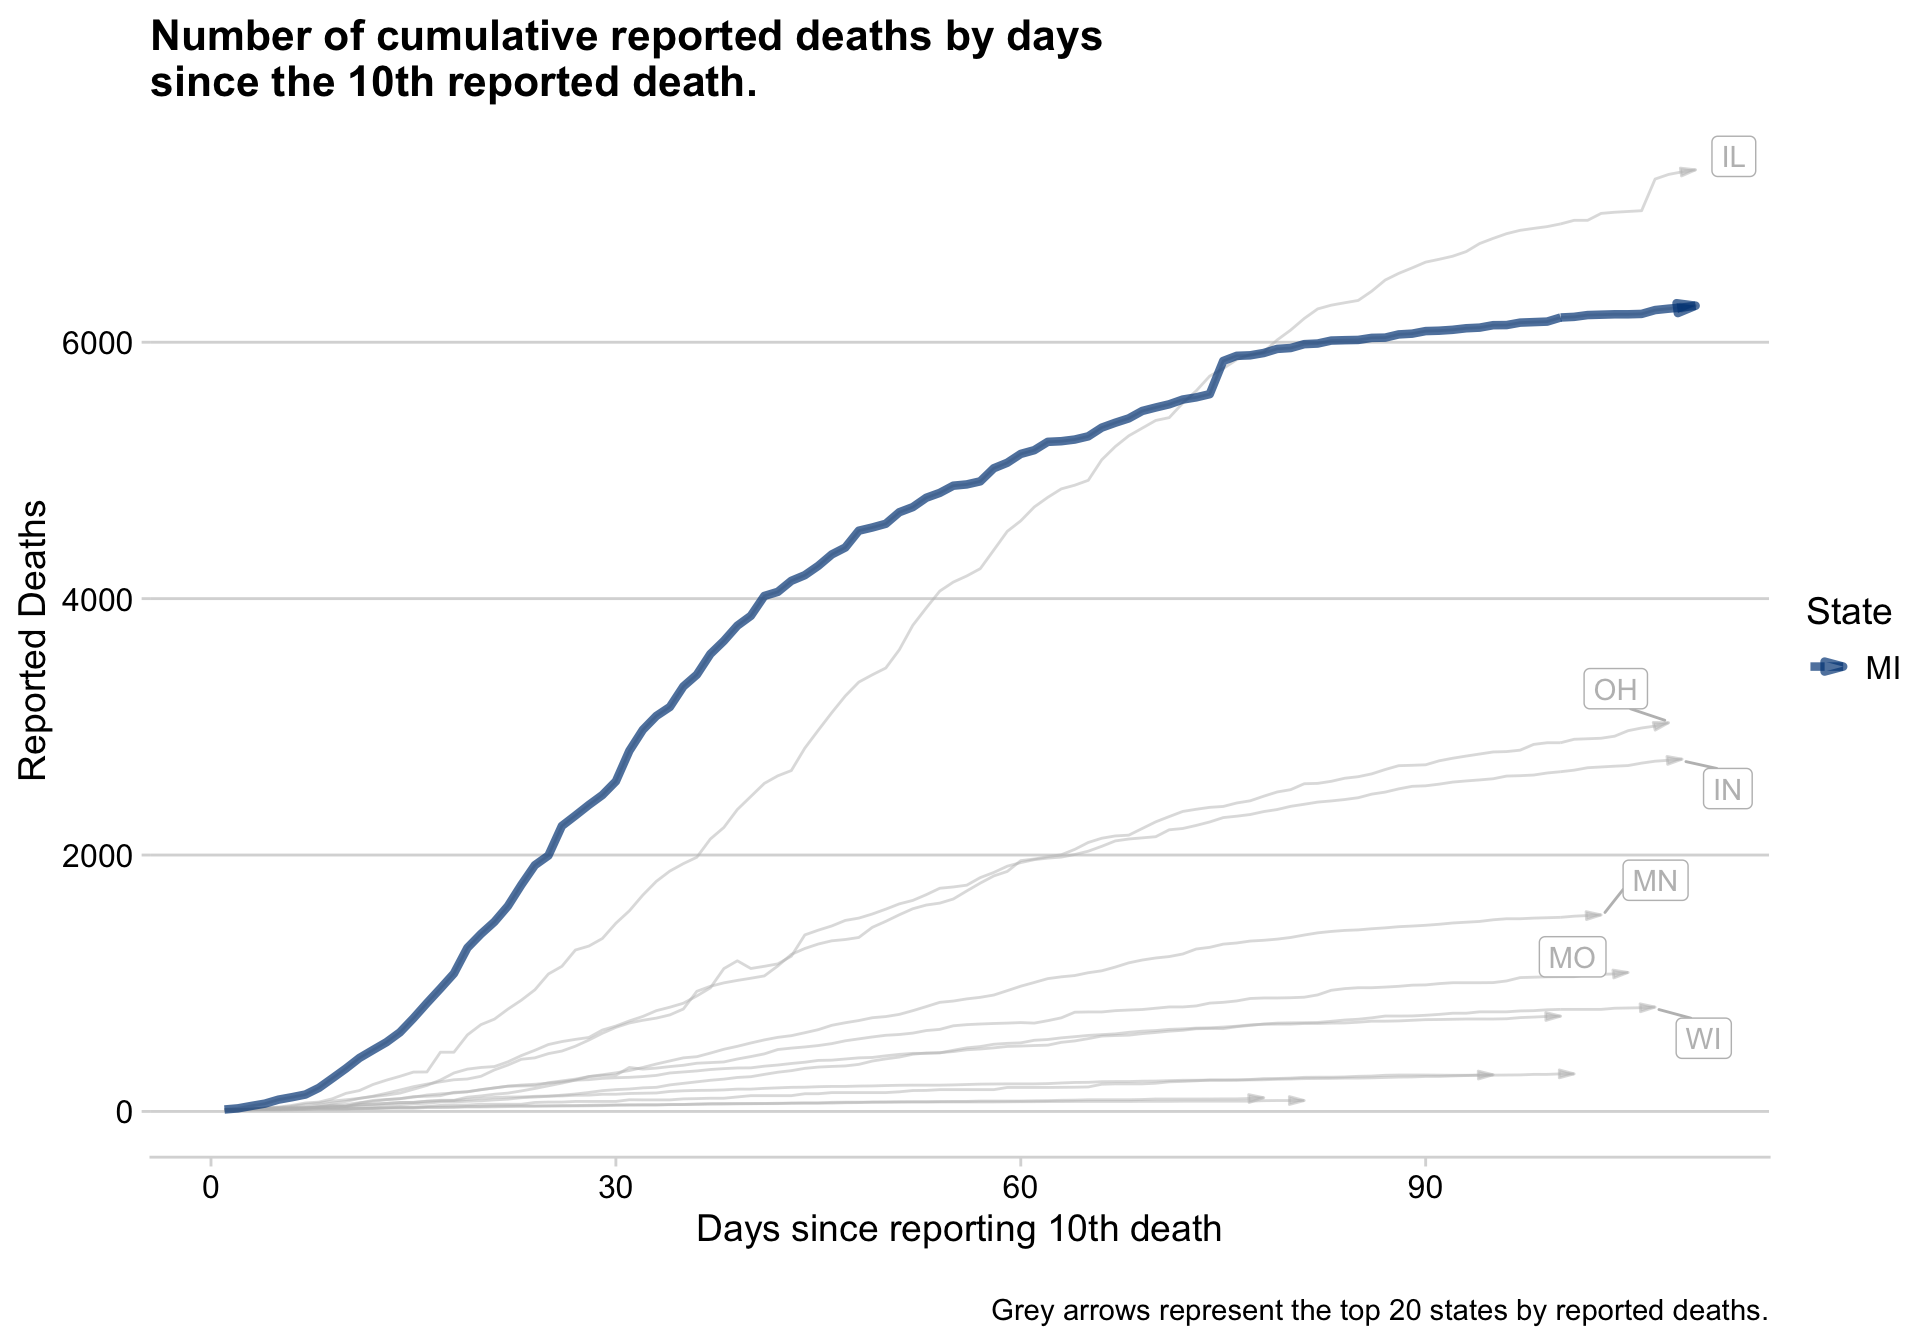 Number of cumulative reported deaths by days
since the 10th reported death.
IL
6000
4000
2000
0
Reported Deaths
OH
IN
MN
MO
WI
State
MI
0
30
60
90
Days since reporting 10th death
Grey arrows represent the top 20 states by reported deaths.